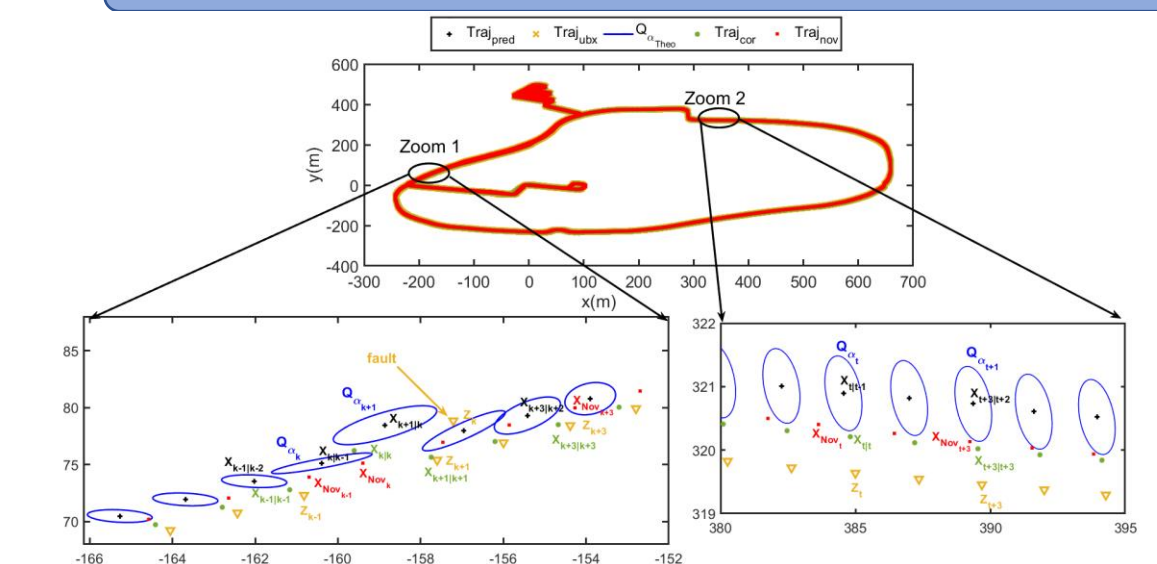 Traj_pred Traj_ubx Q_α_Theo Traj_cor Traj_nov
600
400
200
0
-200
-400
y(m)
-300 -200 -100 0 100 200 300 400 500 600 700
x(m)
Zoom 1
Zoom 2
85
80
75
70
-166 -164 -162 -160 -158 -156 -154 -152
fault
Q_α_k+1
Z_k
X_k+1|k
X_k+3|k+2
X_Nov_k+3
Z_k+3
X_k+3|k+3
Q_α_k
X_k|k-1
X_k|k
X_Nov_k
Z_k+1
X_k+1|k+1
X_k-1|k-2
X_k-1|k-1
X_Nov_k-1
Z_k-1
322
321
320
319
380 385 390 395
Q_α_t
Q_α_t+1
X_t|t-1
X_t+3|t+2
X_Nov_t
X_t|t
X_Nov_t+3
X_t+3|t+3
Z_t
Z_t+3